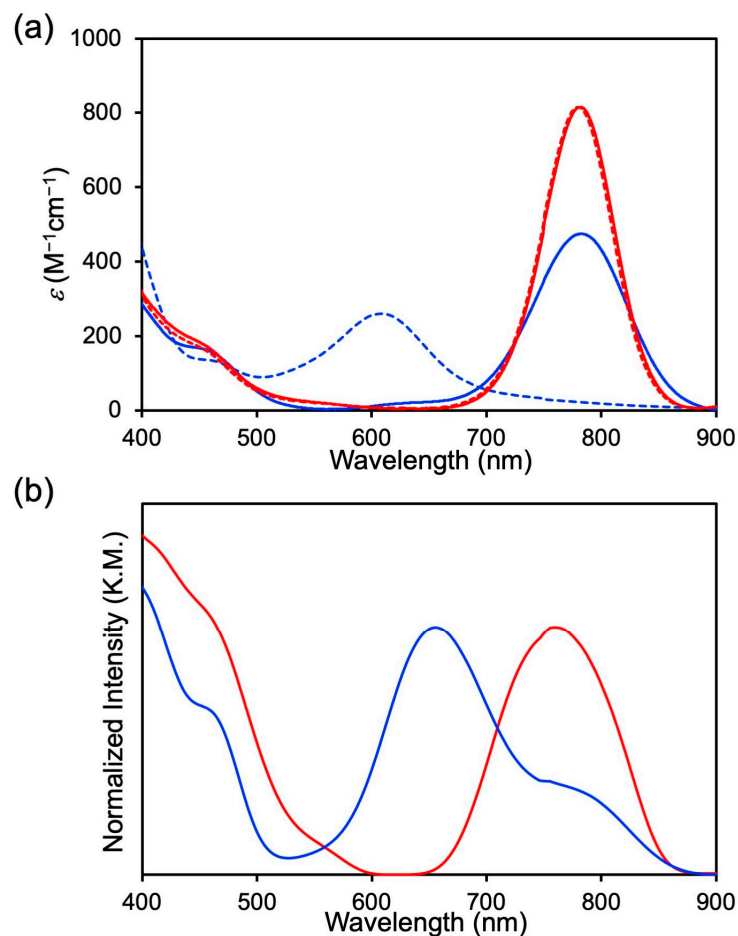 (a)
1000
800
600
400
200
0
ε (M⁻¹cm⁻¹)
400 500 600 700 800 900
Wavelength (nm)
(b)
Normalized Intensity (K.M.)
400 500 600 700 800 900
Wavelength (nm)